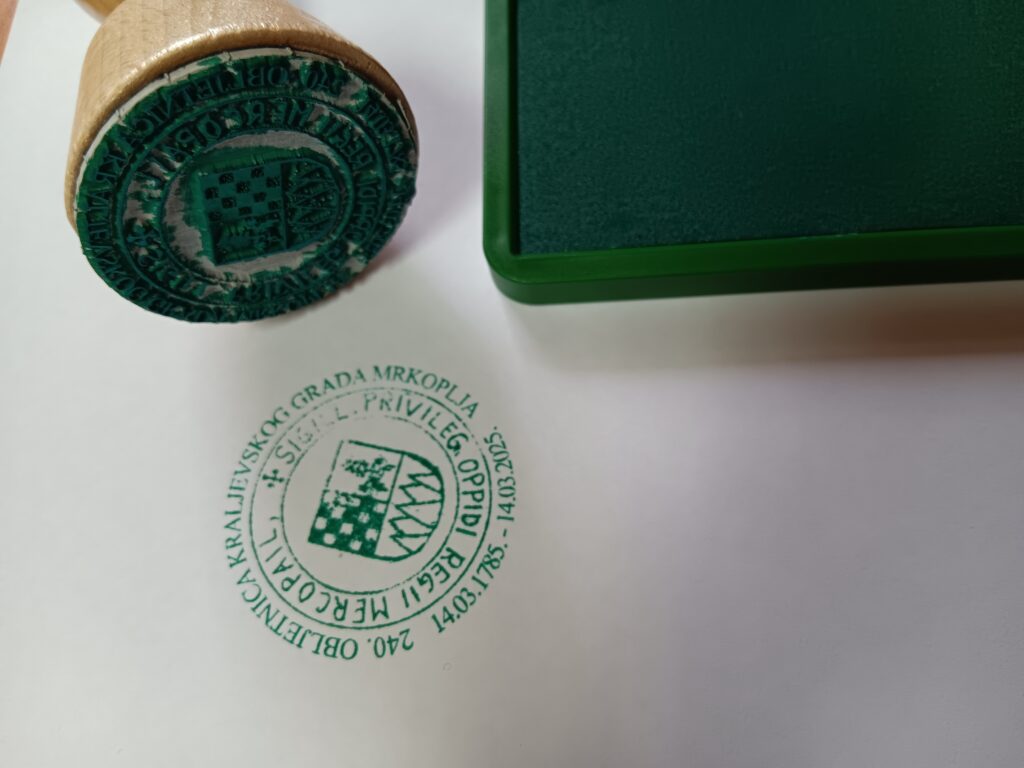 240. OBLJETNICA KRALJEVSKOG GRADA MRKOPLJA
14.03.1785. - 14.03.2025.
SIGILL. PRIVILEG. OPPIDI REGII MERCOPAIL